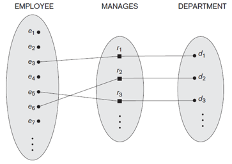 EMPLOYEE MANAGES DEPARTMENT
e1
e2
e3
e4
e5
e6
e7
r1
r2
r3
d1
d2
d3